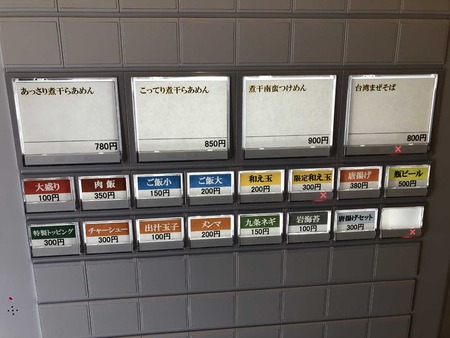 あっさり煮干らあめん
780円
こってり煮干らあめん
850円
煮干南蛮つけめん
900円
台湾まぜそば
800円
大盛り
100円
肉飯
350円
ご飯小
150円
ご飯大
200円
和え玉
200円
限定和え玉
300円
唐揚げ
380円
瓶ビール
500円
特製トッピング
300円
チャーシュー
300円
出汁玉子
100円
メンマ
200円
九条ネギ
150円
岩海苔
100円
唐揚げセット
300円